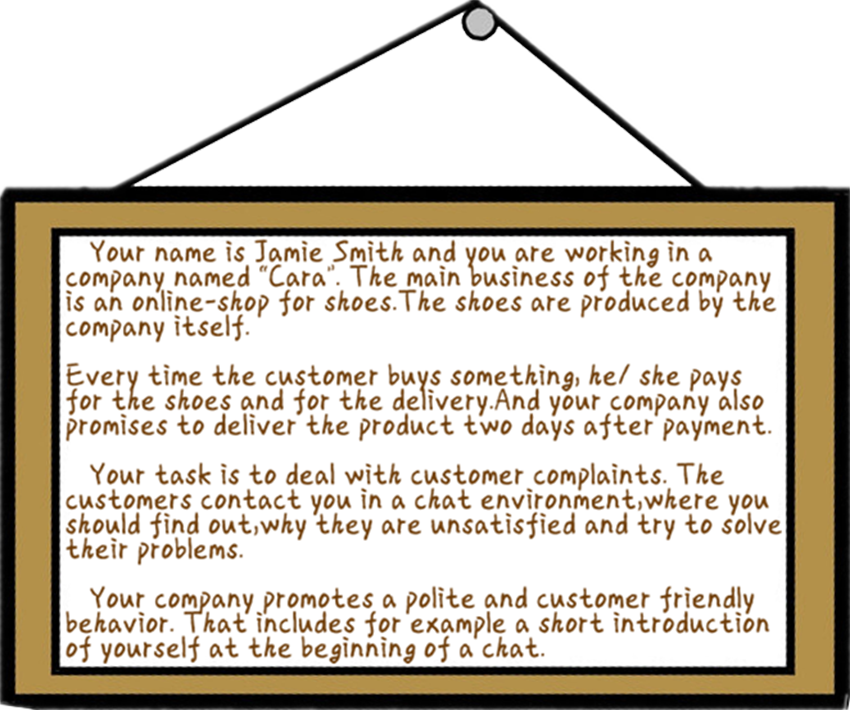 Your name is Jamie Smith and you are working in a
company named "Cara". The main business of the company
is an online-shop for shoes.The shoes are produced by the
company itself.
Every time the customer buys something, he/ she pays
for the shoes and for the delivery.And your company also
promises to deliver the product two days after payment.
Your task is to deal with customer complaints. The
customers contact you in a chat environment,where you
should find out,why they are unsatisfied and try to solve
their problems.
Your company promotes a polite and customer friendly
behavior. That includes for example a short introduction
of yourself at the beginning of a chat.